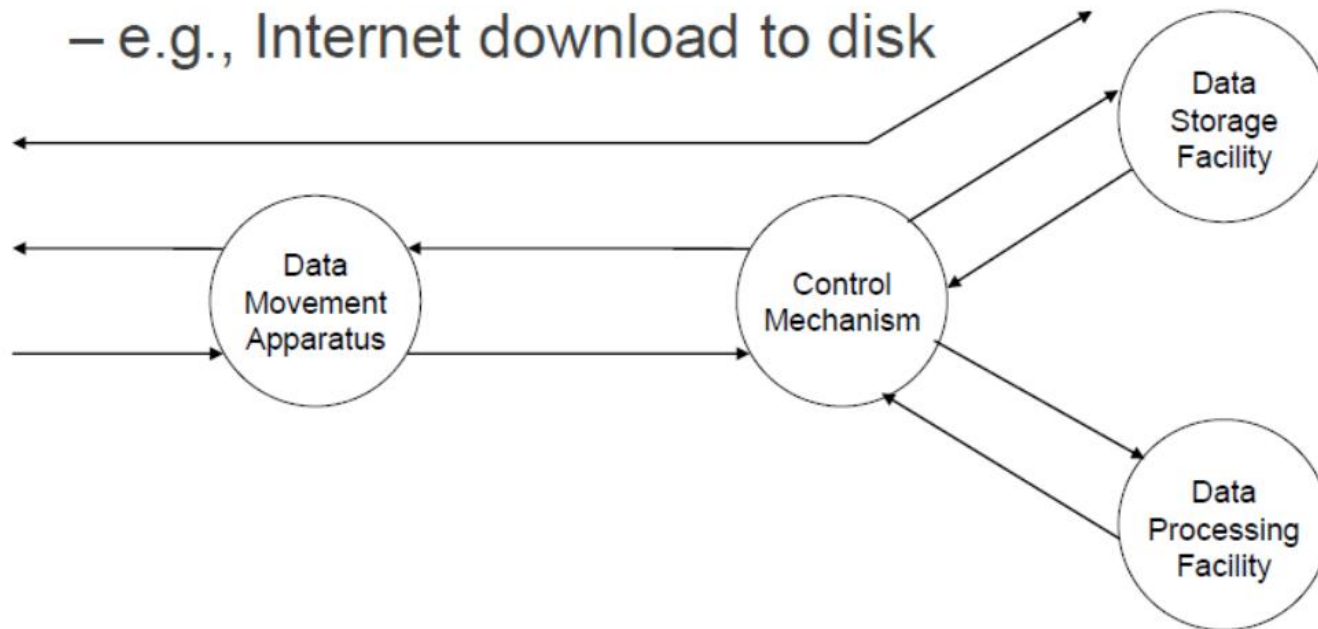 – e.g., Internet download to disk
Data
Storage
Facility
Data
Movement
Apparatus
Control
Mechanism
Data
Processing
Facility